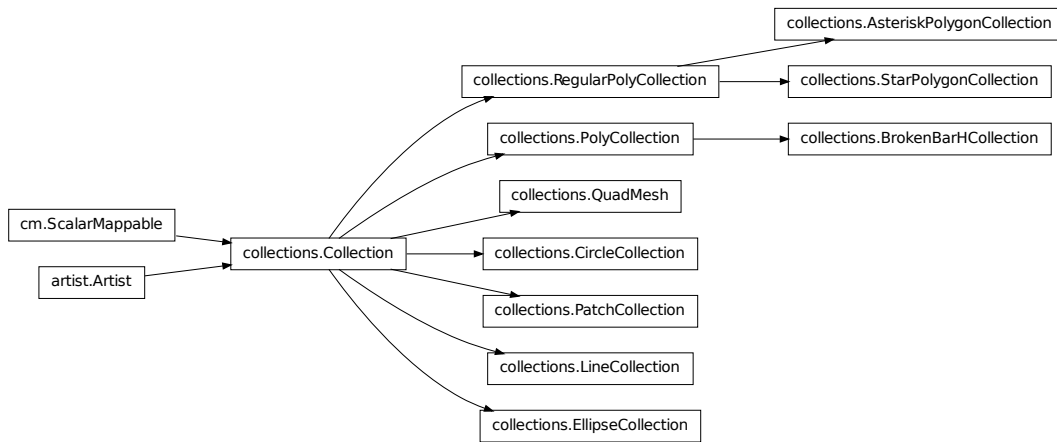 collections.AsteriskPolygonCollection
collections.RegularPolyCollection
collections.StarPolygonCollection
collections.PolyCollection
collections.BrokenBarHCollection
collections.QuadMesh
cm.ScalarMappable
collections.Collection
collections.CircleCollection
artist.Artist
collections.PatchCollection
collections.LineCollection
collections.EllipseCollection